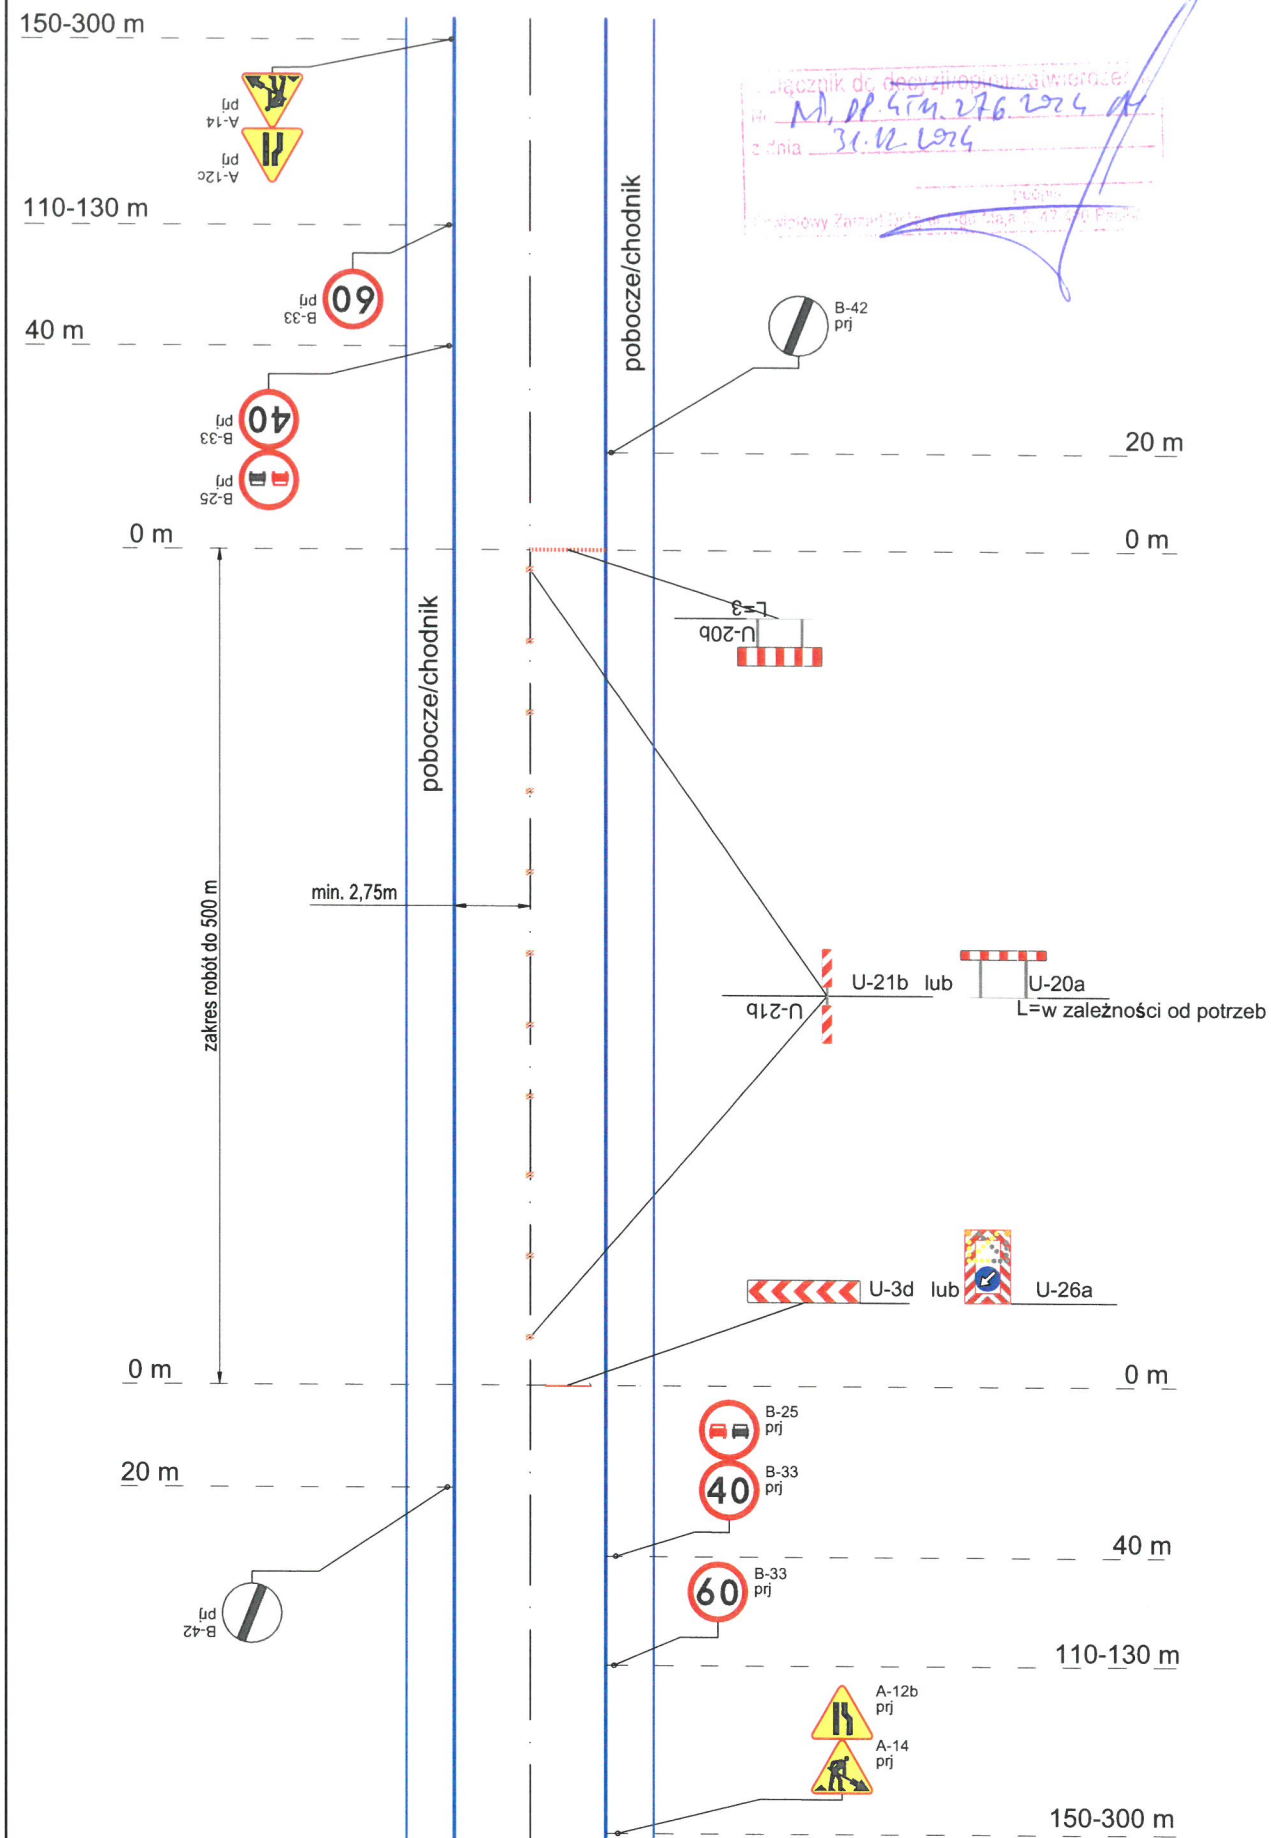 150-300 m
A-14
prj
A-12c
prj
110-130 m
60
B-33
prj
40 m
40
B-33
prj
B-25
prj
0 m
pobocze/chodnik
pobocze/chodnik
z dnia 31.12.2024
B-42
prj
20 m
0 m
L=3
U-20b
zakres robót do 500 m
min. 2,75m
U-21b
U-21b lub
U-20a
L=w zależności od potrzeb
U-3d lub
U-26a
0 m
0 m
B-25
prj
40
B-33
prj
20 m
40 m
60
B-33
prj
B-42
prj
110-130 m
A-12b
prj
A-14
prj
150-300 m